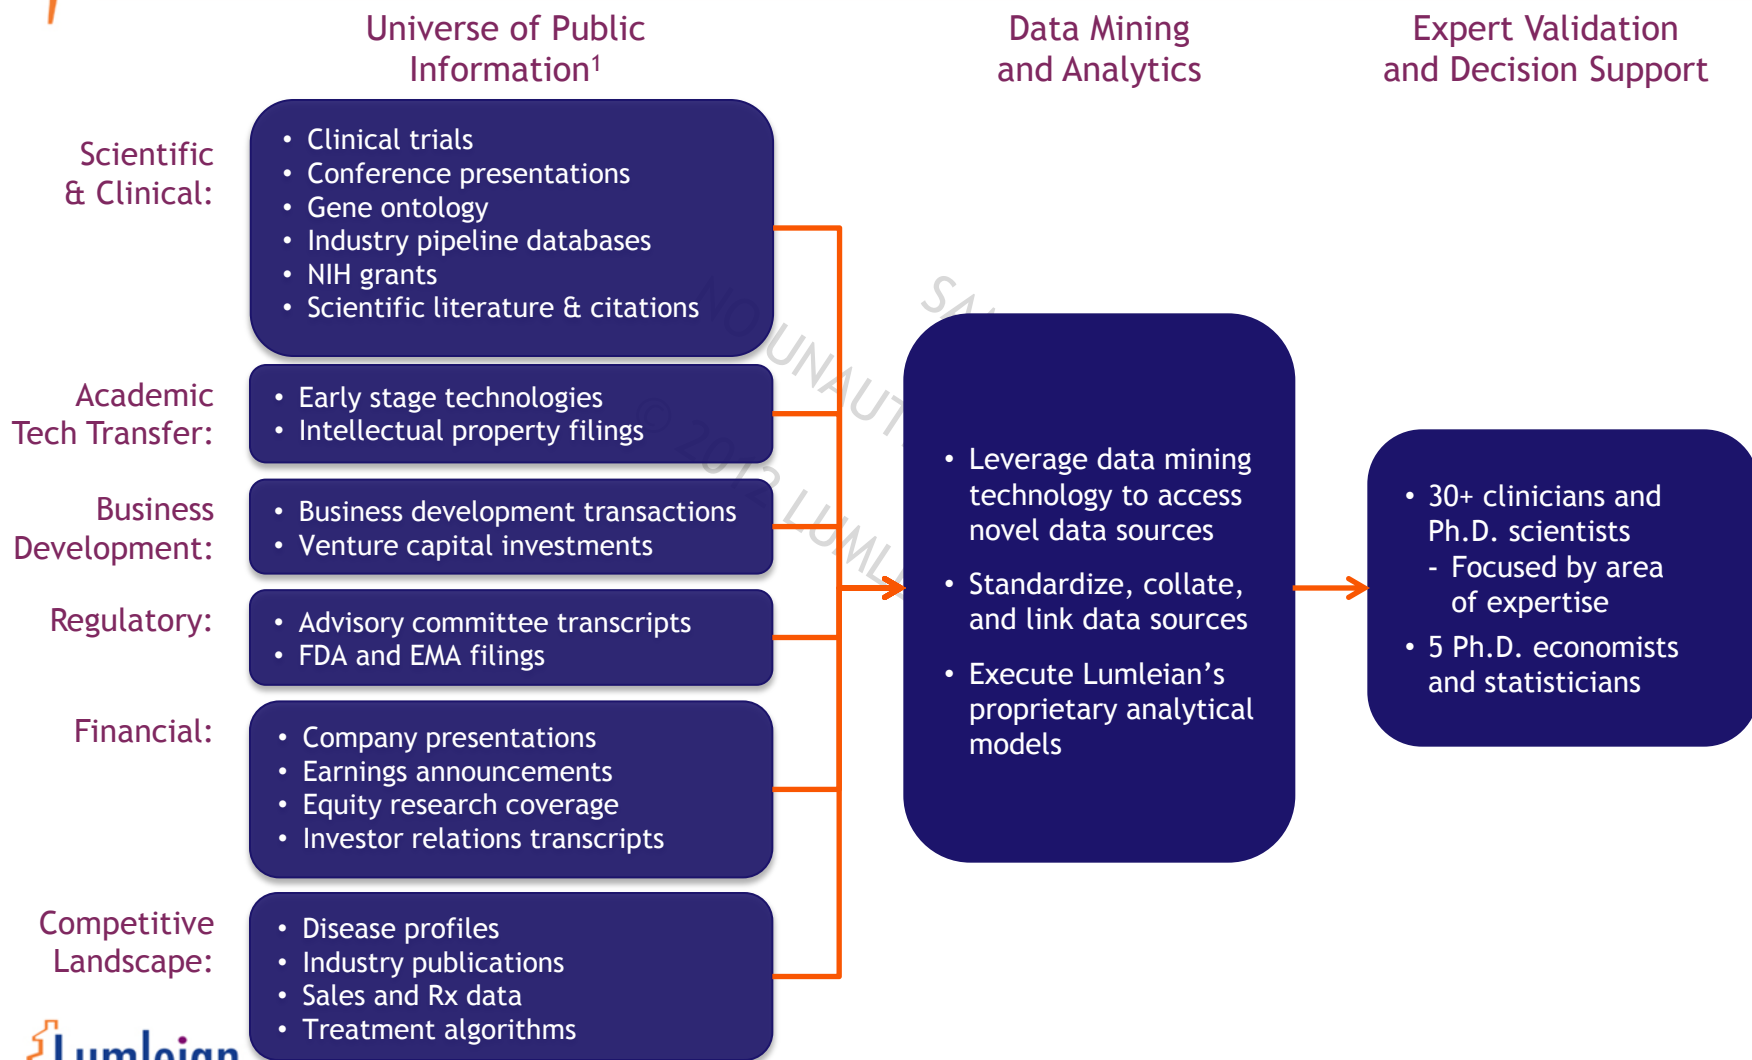 Universe of Public
Information¹
Data Mining
and Analytics
Expert Validation
and Decision Support
Scientific
& Clinical:
• Clinical trials
• Conference presentations
• Gene ontology
• Industry pipeline databases
• NIH grants
• Scientific literature & citations
Academic
Tech Transfer:
• Early stage technologies
• Intellectual property filings
Business
Development:
• Business development transactions
• Venture capital investments
Regulatory:
• Advisory committee transcripts
• FDA and EMA filings
Financial:
• Company presentations
• Earnings announcements
• Equity research coverage
• Investor relations transcripts
Competitive
Landscape:
• Disease profiles
• Industry publications
• Sales and Rx data
• Treatment algorithms
• Leverage data mining
technology to access
novel data sources
• Standardize, collate,
and link data sources
• Execute Lumleian’s
proprietary analytical
models
• 30+ clinicians and
Ph.D. scientists
- Focused by area
of expertise
• 5 Ph.D. economists
and statisticians
NO
© 2012
Lumleian